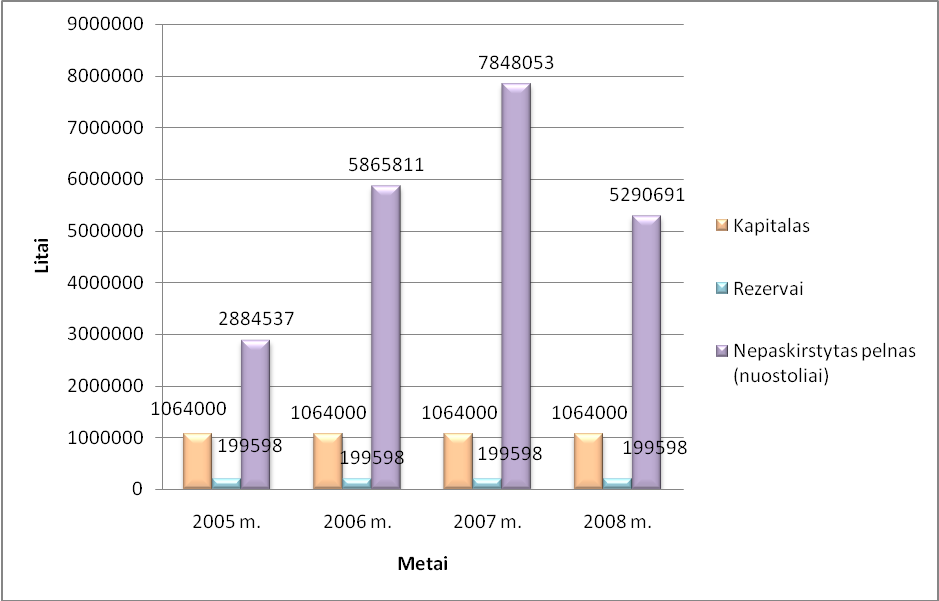 9000000
8000000
7000000
6000000
5000000
4000000
3000000
2000000
1000000
0
Litai
1064000
199598
2884537
1064000
199598
5865811
1064000
199598
7848053
1064000
199598
5290691
2005 m.
2006 m.
2007 m.
2008 m.
Metai
Kapitalas
Rezervai
Nepaskirstytas pelnas
(nuostoliai)